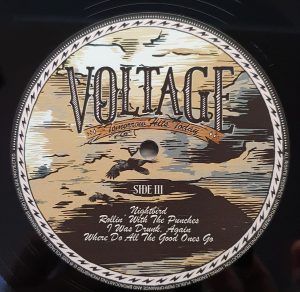 VOLTAGE
Tomorrow Hits Today
SIDE III
Nightbird
Rollin' With The Punches
I Was Drunk, Again
Where Do All The Good Ones Go